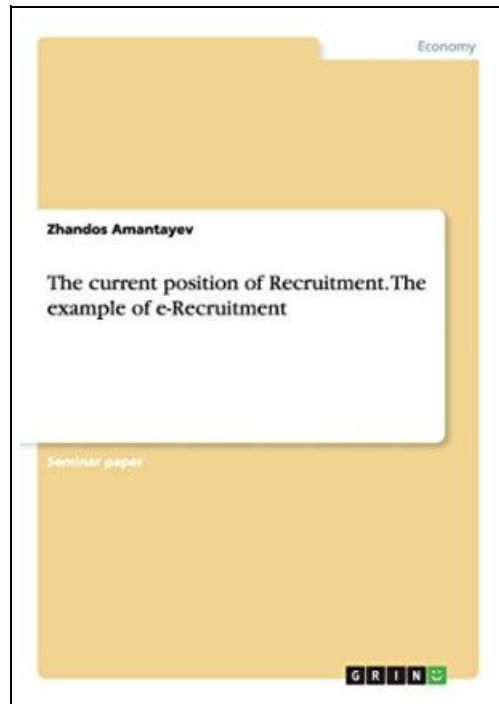 Economy
Zhandos Amantayev
The current position of Recruitment. The
example of e-Recruitment
Seminar paper
GRIN